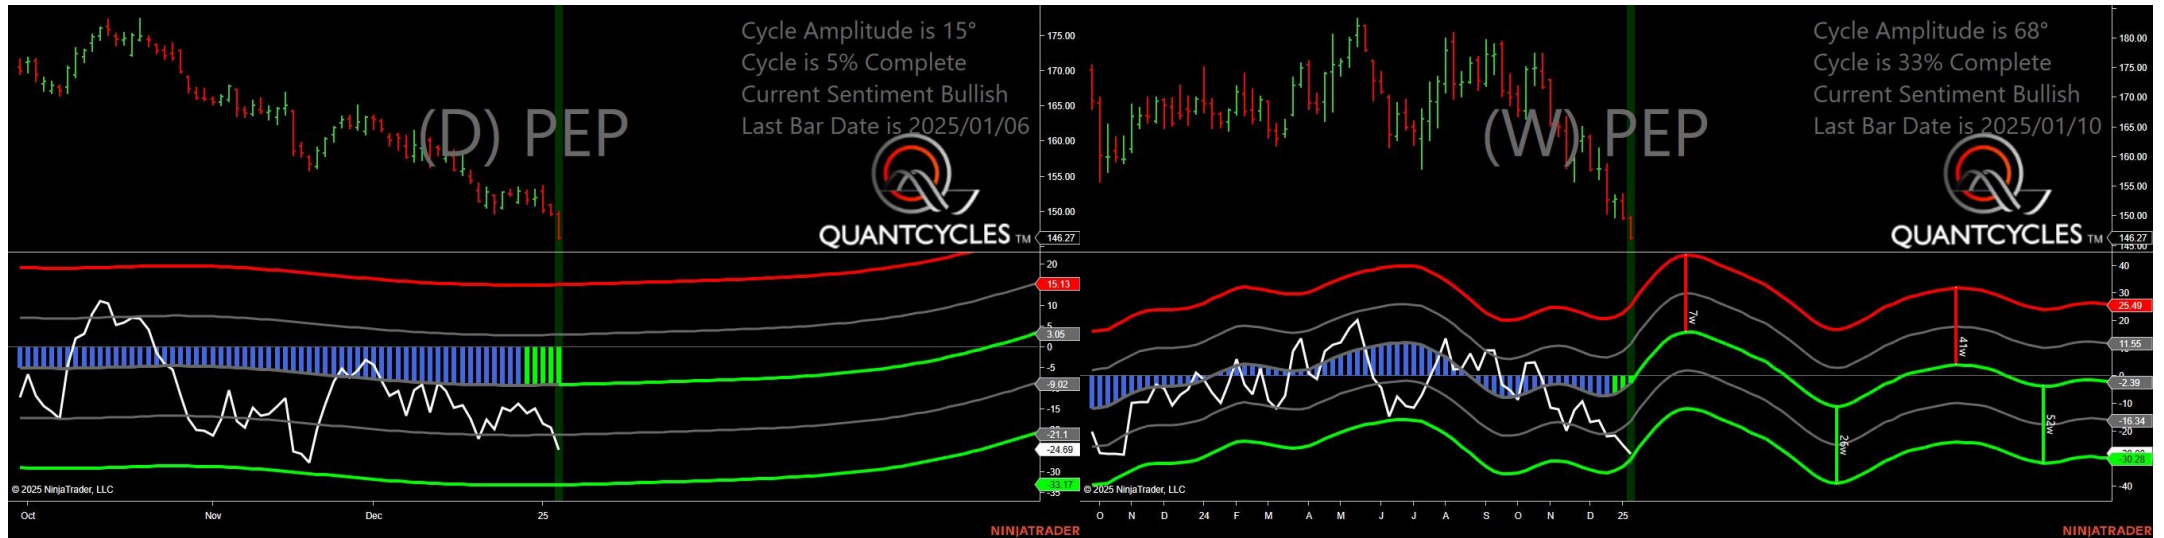 Cycle Amplitude is 15°
Cycle is 5% Complete
Current Sentiment Bullish
Last Bar Date is 2025/01/06
(D) PEP
QUANTCYCLES TM
175.00
170.00
165.00
160.00
155.00
150.00
146.27
20
15.13
10
5
3.05
0
-5
-9.02
-15
-21.1
-24.69
-30
-33.17
-35
© 2025 NinjaTrader, LLC
Oct
Nov
Dec
25
NINJATRADER
Cycle Amplitude is 68°
Cycle is 33% Complete
Current Sentiment Bullish
Last Bar Date is 2025/01/10
(W) PEP
QUANTCYCLES TM
180.00
175.00
170.00
165.00
160.00
155.00
150.00
146.27
145.00
40
30
25.49
20
11.55
0
-2.39
-10
-16.34
-20
-30.28
-40
7w
26w
41w
52w
© 2025 NinjaTrader, LLC
O N D 24 F M A M J J A S O N D 25
NINJATRADER